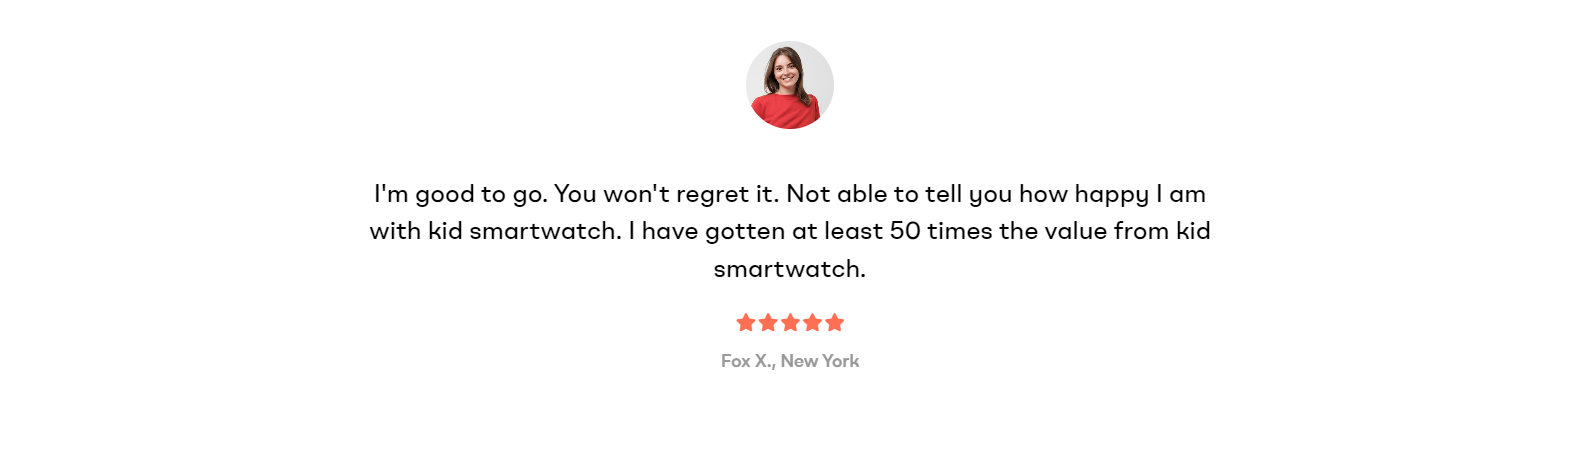 I'm good to go. You won't regret it. Not able to tell you how happy I am
with kid smartwatch. I have gotten at least 50 times the value from kid
smartwatch.
Fox X., New York